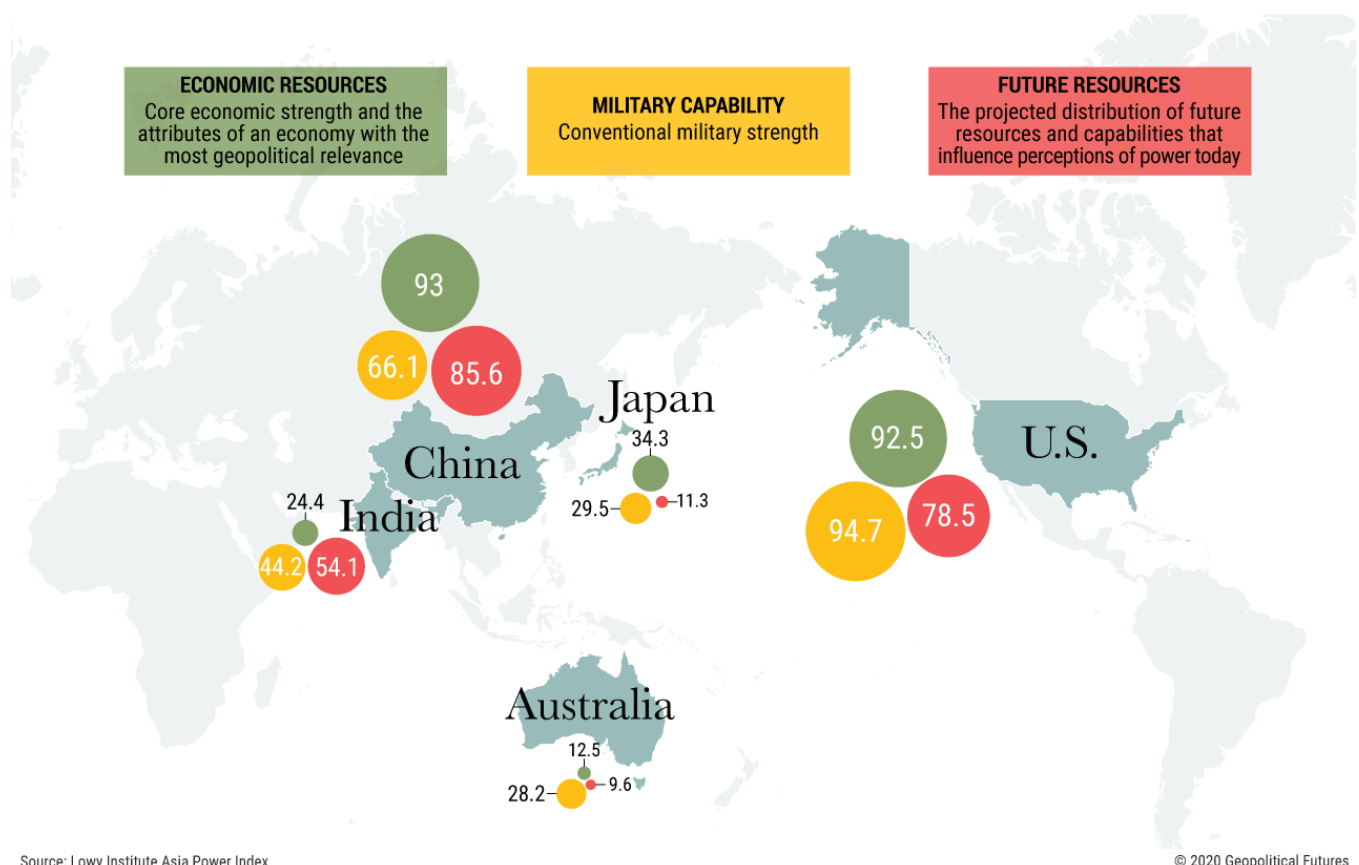 ECONOMIC RESOURCES
Core economic strength and the
attributes of an economy with the
most geopolitical relevance
MILITARY CAPABILITY
Conventional military strength
FUTURE RESOURCES
The projected distribution of future
resources and capabilities that
influence perceptions of power today
93
66.1
85.6
China
Japan
34.3
29.5
11.3
24.4
India
44.2
54.1
92.5
94.7
78.5
U.S.
Australia
12.5
9.6
28.2
Source: Lowy Institute Asia Power Index
© 2020 Geopolitical Futures